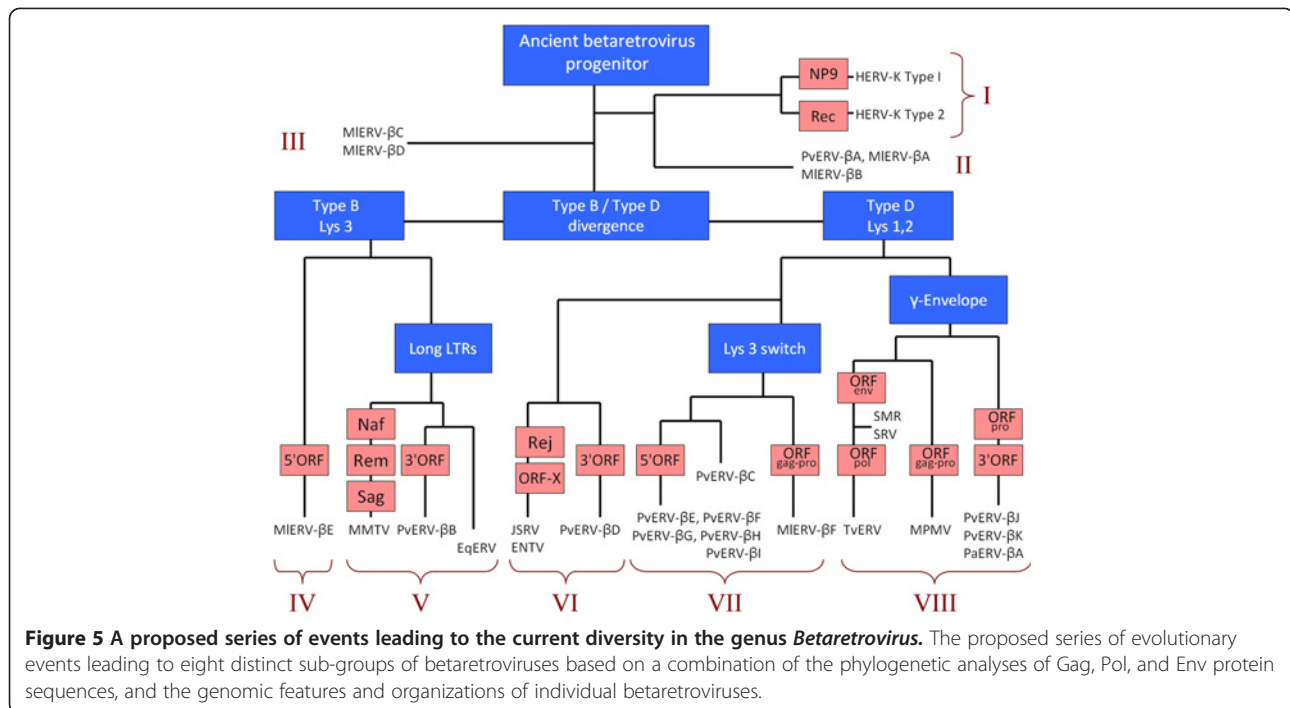 Ancient betaretrovirus
progenitor
NP9
HERV-K Type I
Rec
HERV-K Type 2
I
III
MlERV-βC
MlERV-βD
PvERV-βA, MlERV-βA
MlERV-βB
II
Type B
Lys 3
Type B / Type D
divergence
Type D
Lys 1,2
γ-Envelope
Long LTRs
Lys 3 switch
ORF
env
SMR
SRV
Naf
Rem
Sag
5'ORF
3'ORF
Rej
ORF-X
3'ORF
5'ORF
PvERV-βC
ORF
gag-pro
ORF
pol
ORF
gag-pro
ORF
pro
3'ORF
MlERV-βE
MMTV
PvERV-βB
EqERV
JSRV
ENTV
PvERV-βD
PvERV-βE, PvERV-βF
PvERV-βG, PvERV-βH
PvERV-βI
MlERV-βF
TvERV
MPMV
PvERV-βJ
PvERV-βK
PaERV-βA
IV
V
VI
VII
VIII
Figure 5 A proposed series of events leading to the current diversity in the genus Betaretrovirus. The proposed series of evolutionary
events leading to eight distinct sub-groups of betaretroviruses based on a combination of the phylogenetic analyses of Gag, Pol, and Env protein
sequences, and the genomic features and organizations of individual betaretroviruses.